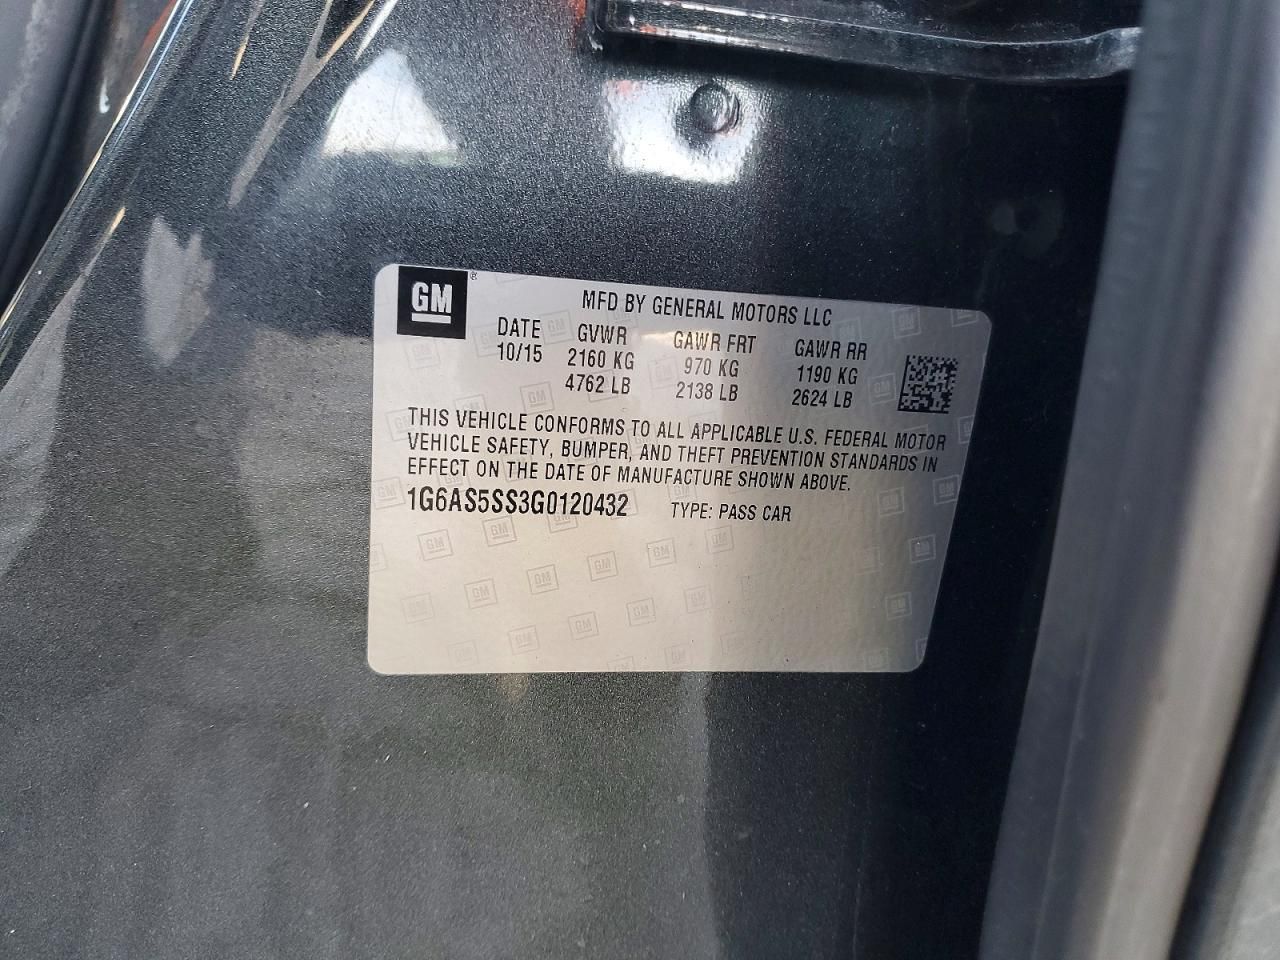 GM
MFD BY GENERAL MOTORS LLC
DATE GVWR GAWR FRT GAWR RR
10/15 2160 KG 970 KG 1190 KG
4762 LB 2138 LB 2624 LB
THIS VEHICLE CONFORMS TO ALL APPLICABLE U.S. FEDERAL MOTOR
VEHICLE SAFETY, BUMPER, AND THEFT PREVENTION STANDARDS IN
EFFECT ON THE DATE OF MANUFACTURE SHOWN ABOVE.
1G6AS5SS3G0120432 TYPE: PASS CAR